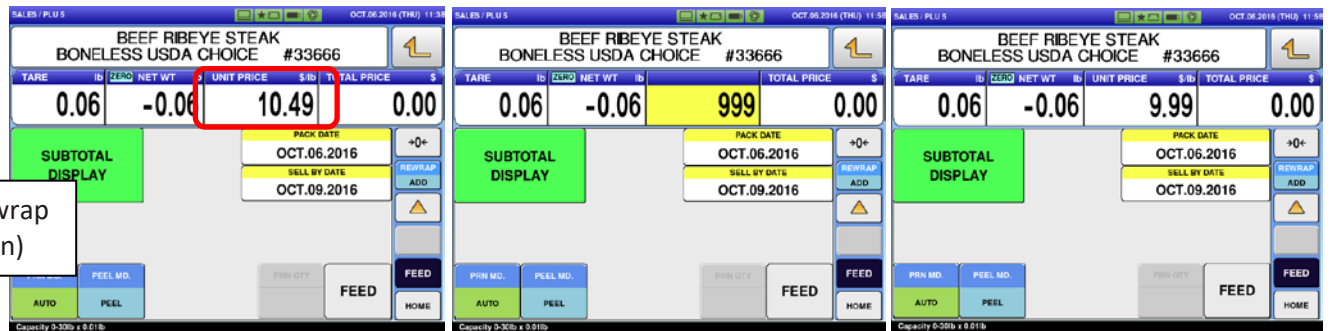 SALES / PLU 5 OCT.06.2016 (THU) 11:38
BEEF RIBEYE STEAK
BONELESS USDA CHOICE #33666
TARE lb ZERO NET WT UNIT PRICE $/lb TOTAL PRICE $
0.06 -0.06 10.49 0.00
SUBTOTAL
DISPLAY
PACK DATE
OCT.06.2016
SELL BY DATE
OCT.09.2016
→0←
REWRAP
ADD
wrap
n)
PEEL MD.
AUTO PEEL
PRN QTY
FEED
FEED
HOME
Capacity 0-30lb x 0.01lb
SALES / PLU 5 OCT.06.2016 (THU) 11:55
BEEF RIBEYE STEAK
BONELESS USDA CHOICE #33666
TARE lb ZERO NET WT lb TOTAL PRICE $
0.06 -0.06 999 0.00
SUBTOTAL
DISPLAY
PACK DATE
OCT.06.2016
SELL BY DATE
OCT.09.2016
→0←
REWRAP
ADD
PRN MD. PEEL MD.
AUTO PEEL
PRN QTY
FEED
FEED
HOME
Capacity 0-30lb x 0.01lb
SALES / PLU 5 OCT.06.2016 (THU) 11:56
BEEF RIBEYE STEAK
BONELESS USDA CHOICE #33666
TARE lb ZERO NET WT lb UNIT PRICE $/lb TOTAL PRICE $
0.06 -0.06 9.99 0.00
SUBTOTAL
DISPLAY
PACK DATE
OCT.06.2016
SELL BY DATE
OCT.09.2016
→0←
REWRAP
ADD
PRN MD. PEEL MD.
AUTO PEEL
PRN QTY
FEED
FEED
HOME
Capacity 0-30lb x 0.01lb